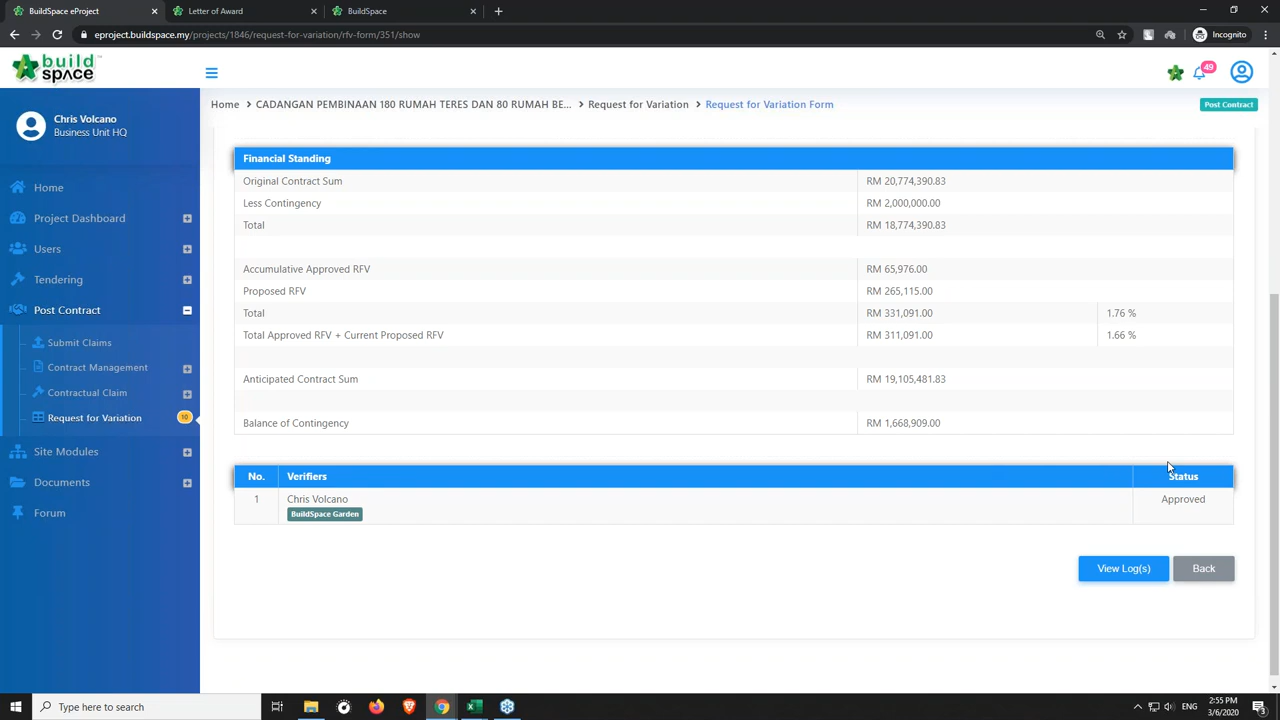 BuildSpace eProject
Letter of Award
BuildSpace
eproject.buildspace.my/projects/1846/request-for-variation/rfv-form/351/show
Incognito
build space
49
Chris Volcano
Business Unit HQ
Home > CADANGAN PEMBINAAN 180 RUMAH TERES DAN 80 RUMAH BE... > Request for Variation > Request for Variation Form
Post Contract
Home
Project Dashboard
Users
Tendering
Post Contract
Submit Claims
Contract Management
Contractual Claim
Request for Variation 10
Site Modules
Documents
Forum
Financial Standing
Original Contract Sum RM 20,774,390.83
Less Contingency RM 2,000,000.00
Total RM 18,774,390.83
Accumulative Approved RFV RM 65,976.00
Proposed RFV RM 265,115.00
Total RM 331,091.00 1.76 %
Total Approved RFV + Current Proposed RFV RM 311,091.00 1.66 %
Anticipated Contract Sum RM 19,105,481.83
Balance of Contingency RM 1,668,909.00
No. Verifiers Status
1 Chris Volcano Approved
BuildSpace Garden
View Log(s) Back
Type here to search
ENG
2:55 PM
3/6/2020
3